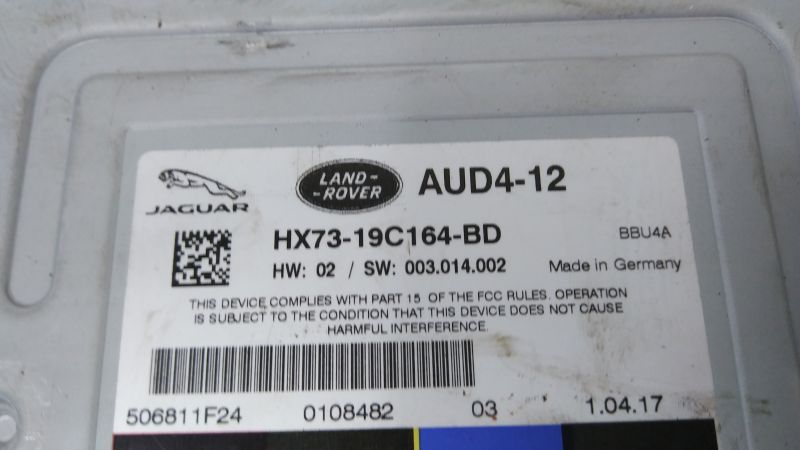 JAGUAR
LAND-
-ROVER
AUD4-12
HX73-19C164-BD
BBU4A
HW: 02 / SW: 003.014.002
Made in Germany
THIS DEVICE COMPLIES WITH PART 15 OF THE FCC RULES. OPERATION
IS SUBJECT TO THE CONDITION THAT THIS DEVICE DOES NOT CAUSE
HARMFUL INTERFERENCE.
506811F24 0108482 03 1.04.17